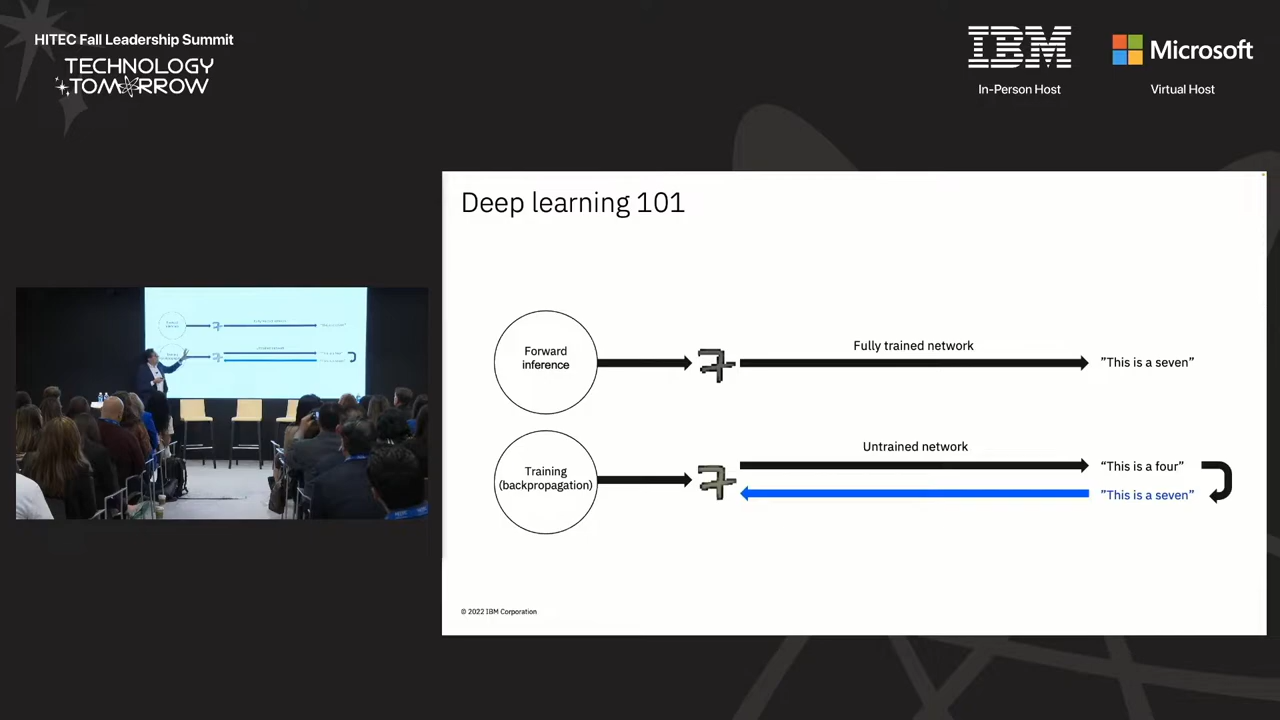 HITEC Fall Leadership Summit
TECHNOLOGY
TOMORROW
IBM
In-Person Host
Microsoft
Virtual Host
Deep learning 101
Forward
inference
Fully trained network
”This is a seven”
Training
(backpropagation)
Untrained network
“This is a four”
”This is a seven”
© 2022 IBM Corporation